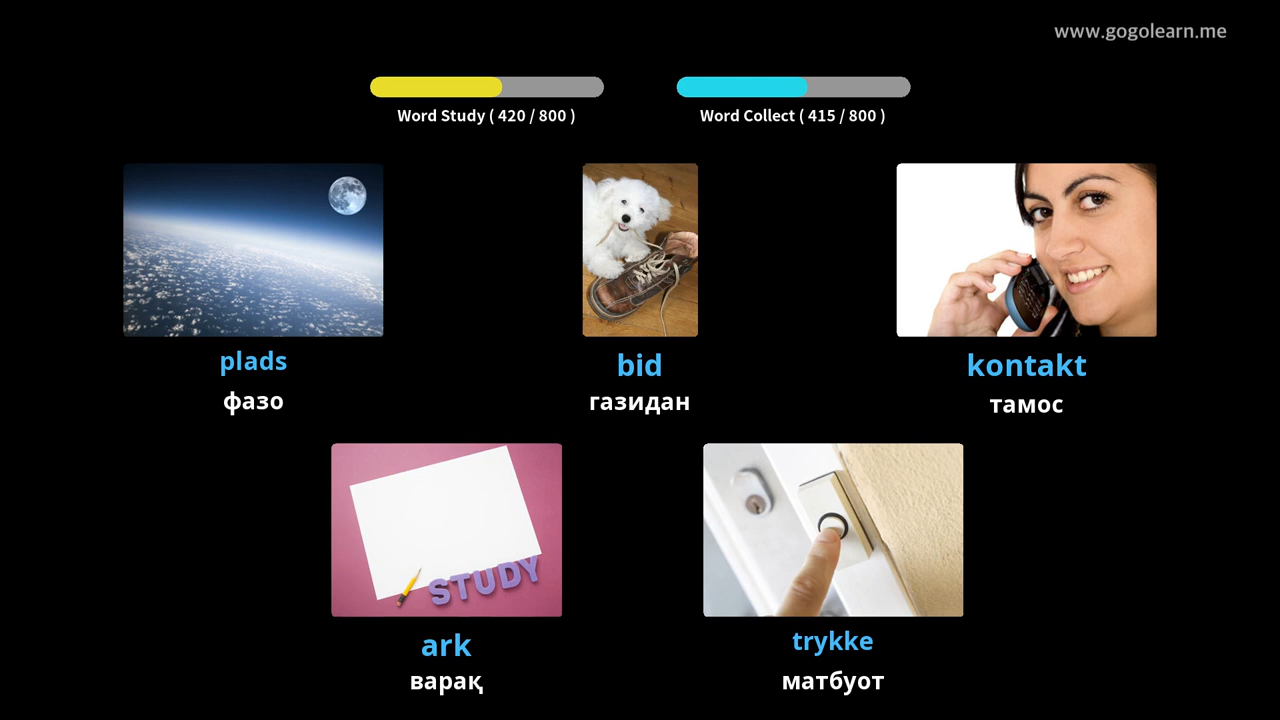 www.gogolearn.me
Word Study ( 420 / 800 )
Word Collect ( 415 / 800 )
plads
фазо
bid
газидан
kontakt
тамос
STUDY
ark
варақ
trykke
матбуот